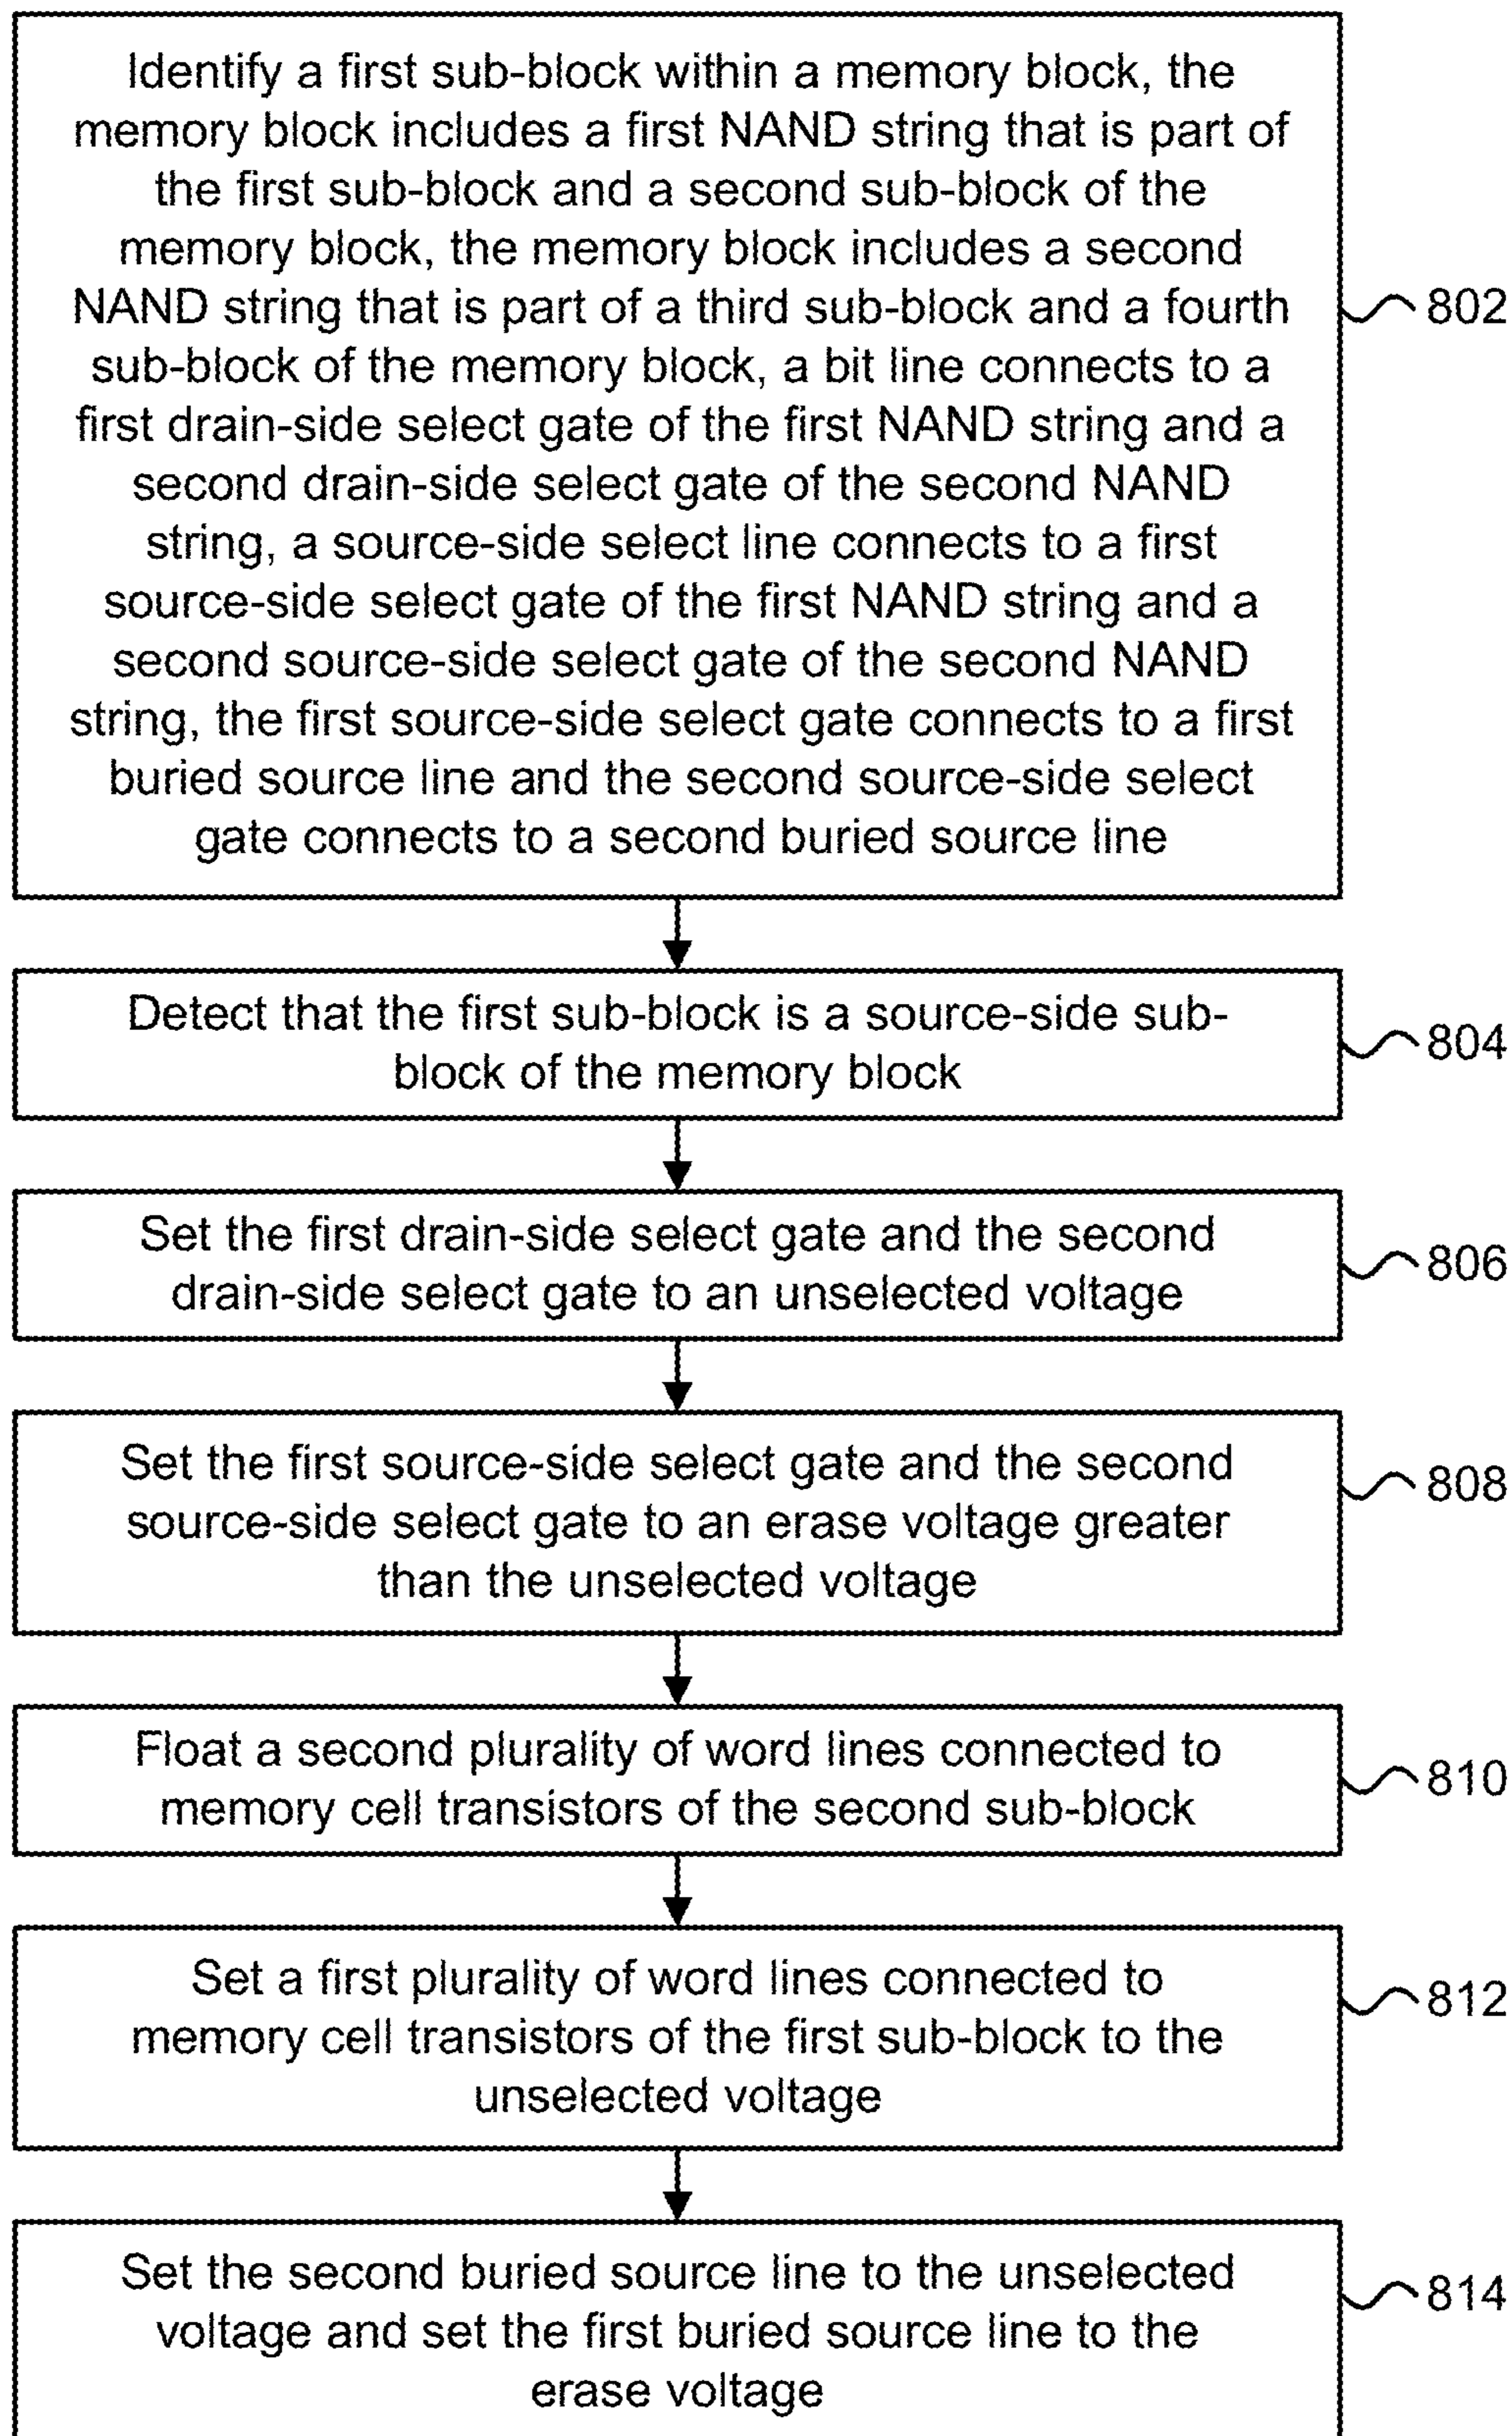 Identify a first sub-block within a memory block, the
memory block includes a first NAND string that is part of
the first sub-block and a second sub-block of the
memory block, the memory block includes a second
NAND string that is part of a third sub-block and a fourth
sub-block of the memory block, a bit line connects to a
first drain-side select gate of the first NAND string and a
second drain-side select gate of the second NAND
string, a source-side select line connects to a first
source-side select gate of the first NAND string and a
second source-side select gate of the second NAND
string, the first source-side select gate connects to a first
buried source line and the second source-side select
gate connects to a second buried source line
802
Detect that the first sub-block is a source-side sub-
block of the memory block
804
Set the first drain-side select gate and the second
drain-side select gate to an unselected voltage
806
Set the first source-side select gate and the second
source-side select gate to an erase voltage greater
than the unselected voltage
808
Float a second plurality of word lines connected to
memory cell transistors of the second sub-block
810
Set a first plurality of word lines connected to
memory cell transistors of the first sub-block to the
unselected voltage
812
Set the second buried source line to the unselected
voltage and set the first buried source line to the
erase voltage
814